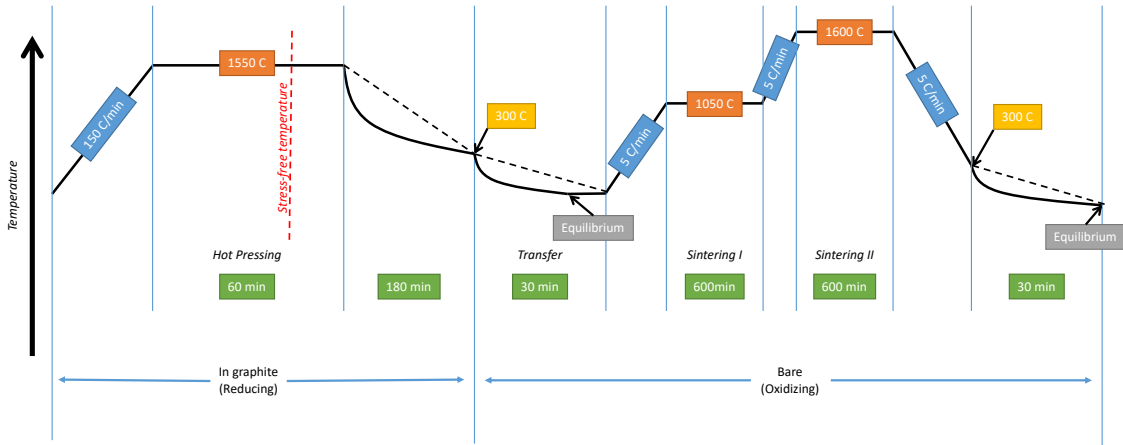 Temperature
150 C/min
1550 C
Stress-free temperature
300 C
Equilibrium
5 C/min
1050 C
5 C/min
1600 C
5 C/min
300 C
Equilibrium
Hot Pressing
Transfer
Sintering I
Sintering II
60 min
180 min
30 min
600min
600 min
30 min
In graphite
(Reducing)
Bare
(Oxidizing)